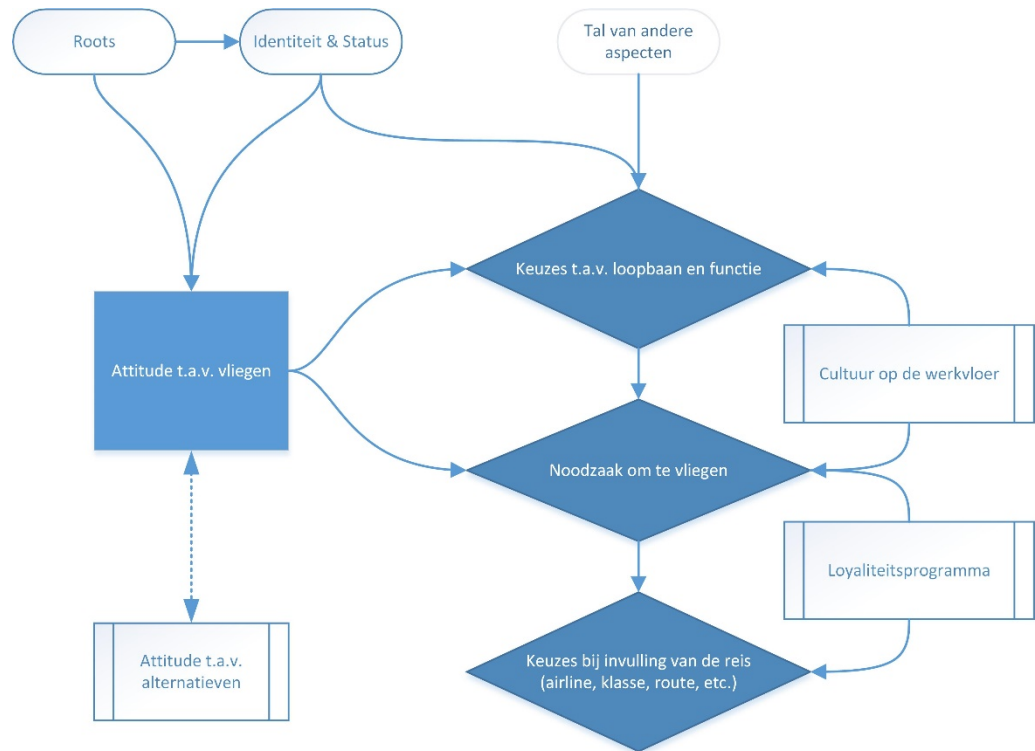 Roots
Identiteit & Status
Tal van andere
aspecten
Keuzes t.a.v. loopbaan en functie
Attitude t.a.v. vliegen
Cultuur op de werkvloer
Noodzaak om te vliegen
Loyaliteitsprogramma
Attitude t.a.v.
alternatieven
Keuzes bij invulling van de reis
(airline, klasse, route, etc.)